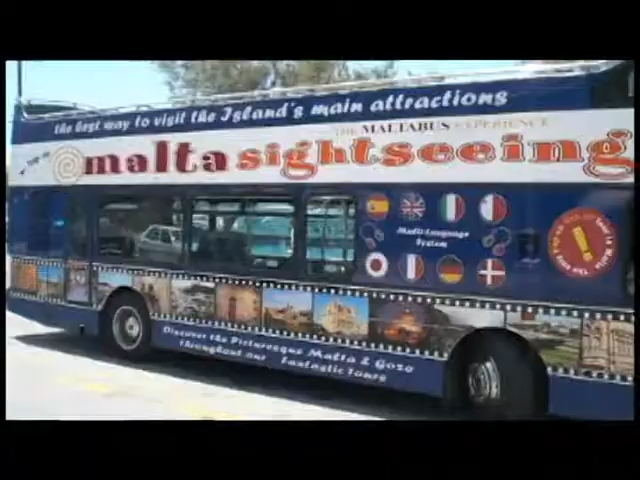 the best way to visit the Island's main attractions
THE MALTABUS EXPERIENCE
malta sightseeing
Multi-Language
System
Discover the Picturesque Malta & Gozo
throughout our Fantastic Tours